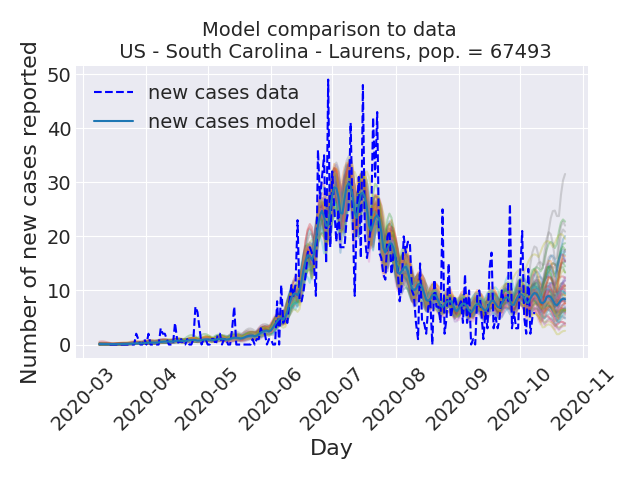 Model comparison to data
US - South Carolina - Laurens, pop. = 67493
Number of new cases reported
50
40
30
20
10
0
new cases data
new cases model
2020-03
2020-04
2020-05
2020-06
2020-07
2020-08
2020-09
2020-10
2020-11
Day